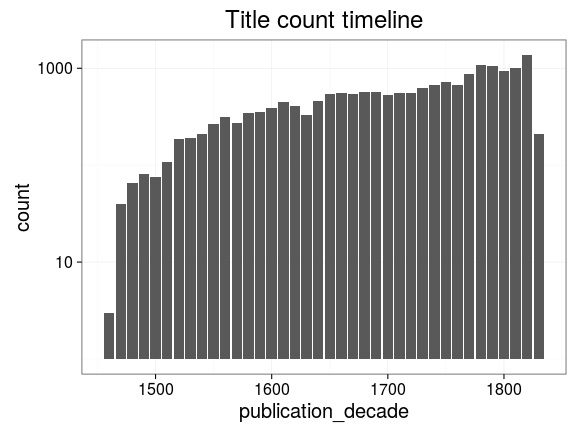 Title count timeline
1000
10
count
1500 1600 1700 1800
publication_decade